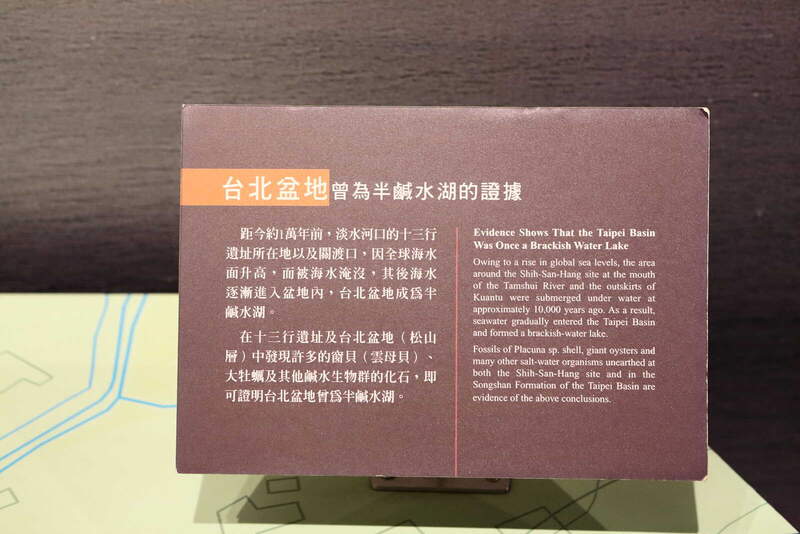 台北盆地曾為半鹹水湖的證據
距今約1萬年前，淡水河口的十三行
遺址所在地以及關渡口，因全球海水
面升高，而被海水淹沒，其後海水
逐漸進入盆地內，台北盆地成為半
鹹水湖。
在十三行遺址及台北盆地（松山
層）中發現許多的窗貝（雲母貝）、
大牡蠣及其他鹹水生物群的化石，即
可證明台北盆地曾為半鹹水湖。
Evidence Shows That the Taipei Basin
Was Once a Brackish Water Lake
Owing to a rise in global sea levels, the area
around the Shih-San-Hang site at the mouth
of the Tamshui River and the outskirts of
Kuantu were submerged under water at
approximately 10,000 years ago. As a result,
seawater gradually entered the Taipei Basin
and formed a brackish-water lake.
Fossils of Placuna sp. shell, giant oysters and
many other salt-water organisms unearthed at
both the Shih-San-Hang site and in the
Songshan Formation of the Taipei Basin are
evidence of the above conclusions.